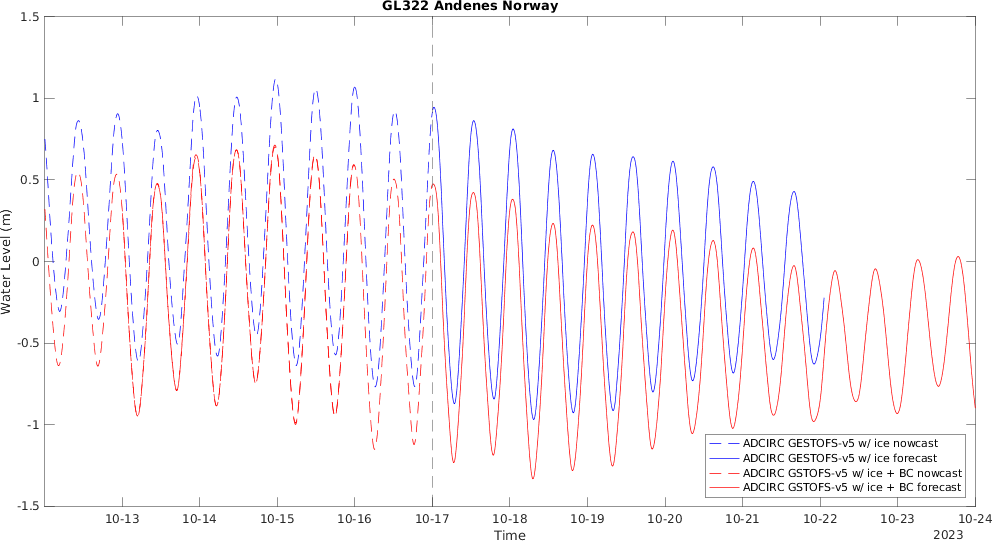 GL322 Andenes Norway
1.5
1
0.5
0
-0.5
-1
-1.5
Water Level (m)
10-13 10-14 10-15 10-16 10-17 10-18 10-19 10-20 10-21 10-22 10-23 10-24
Time
2023
ADCIRC GESTOFS-v5 w/ ice nowcast
ADCIRC GESTOFS-v5 w/ ice forecast
ADCIRC GSTOFS-v5 w/ ice + BC nowcast
ADCIRC GSTOFS-v5 w/ ice + BC forecast